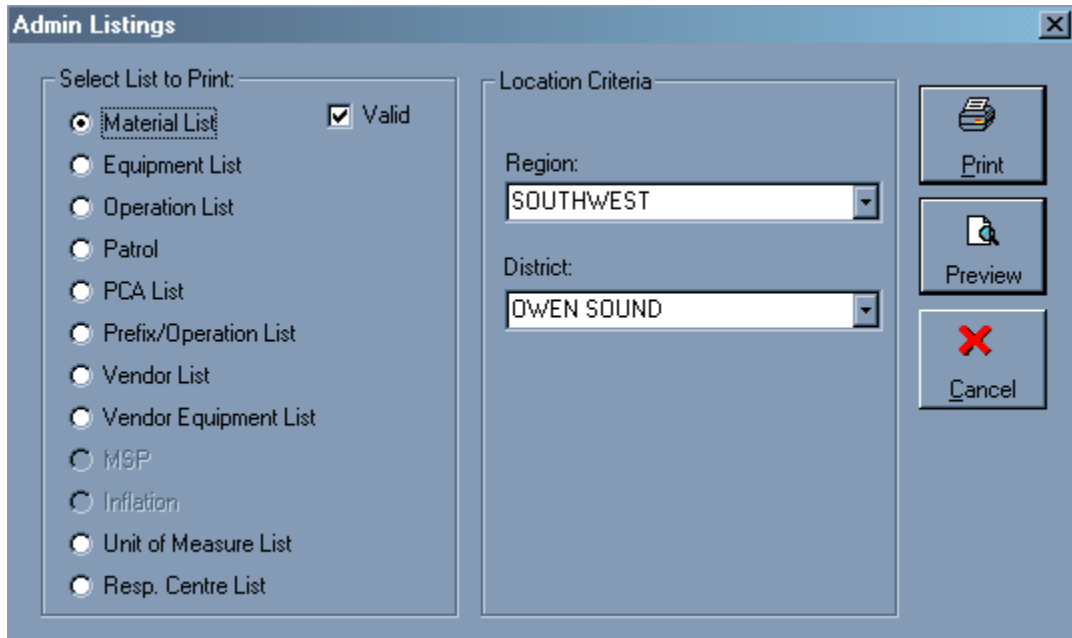 Admin Listings
Select List to Print:
Material List
Valid
Equipment List
Operation List
Patrol
PCA List
Prefix/Operation List
Vendor List
Vendor Equipment List
MSP
Inflation
Unit of Measure List
Resp. Centre List
Location Criteria
Region:
SOUTHWEST
District:
OWEN SOUND
Print
Preview
Cancel